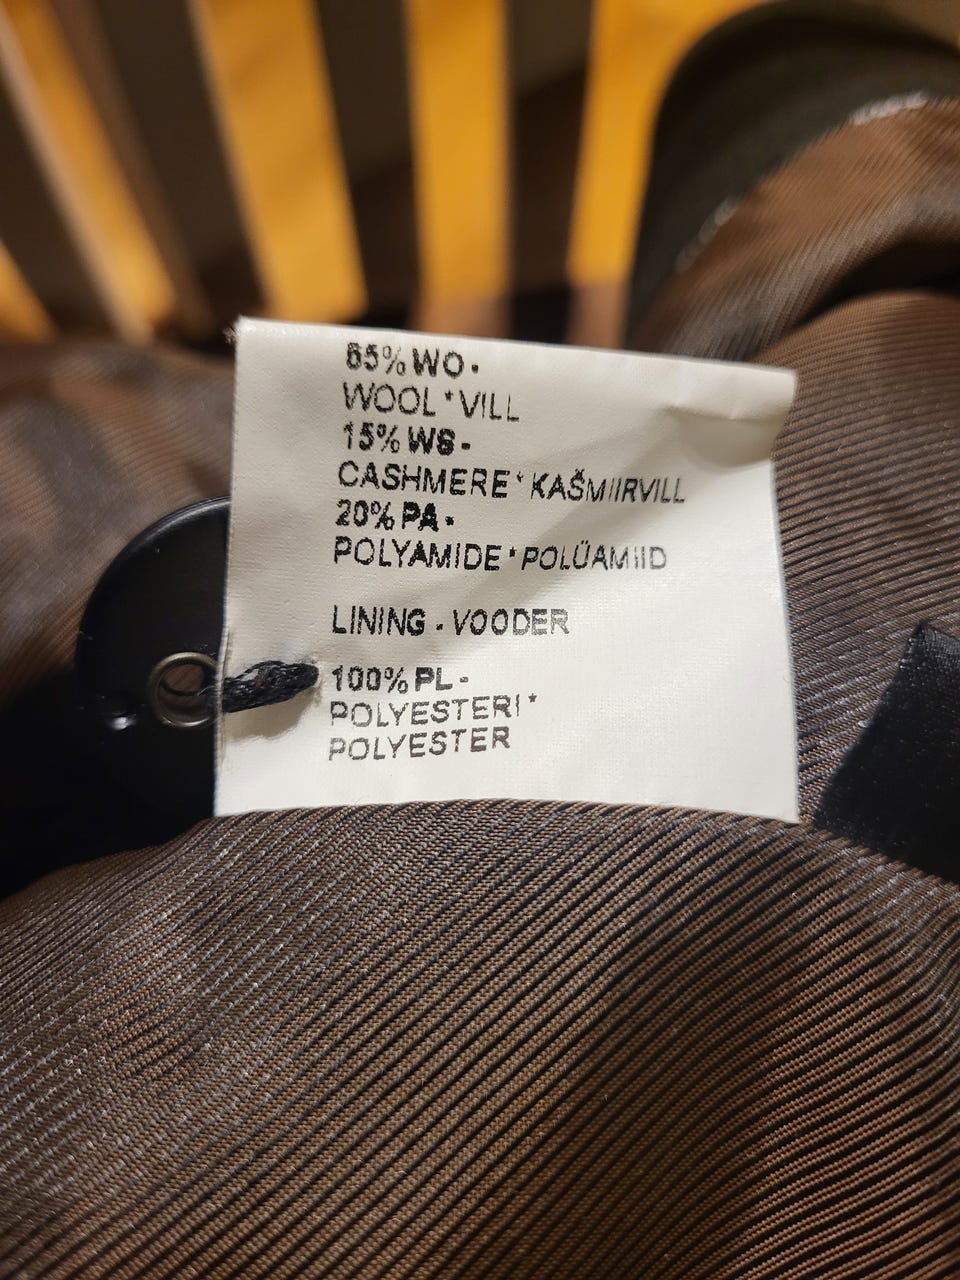 65% WO -
WOOL * VILL
15% WS -
CASHMERE * KAŠMIIRVILL
20% PA -
POLYAMIDE * POLÜAMIID
LINING - VOODER
100% PL -
POLYESTERI *
POLYESTER